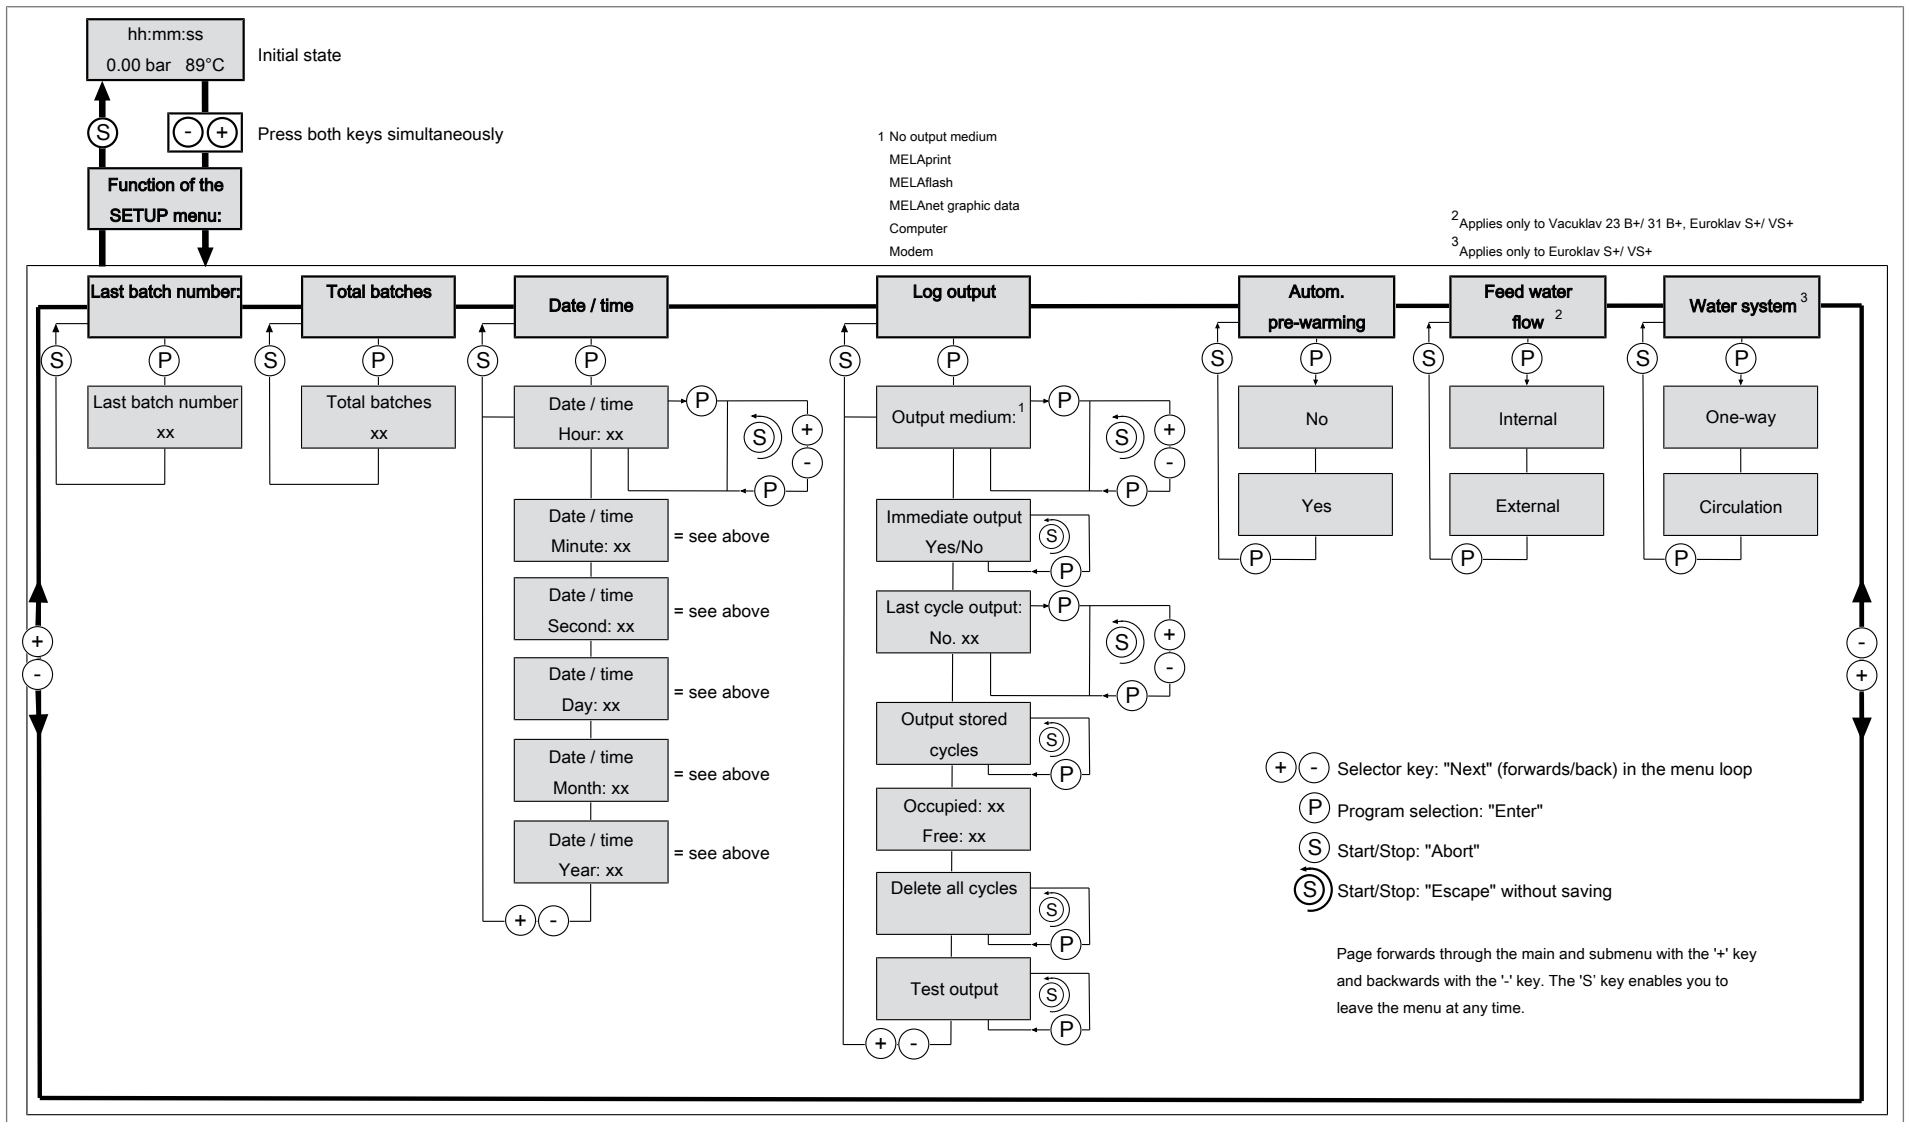 hh:mm:ss
0.00 bar 89°C
Initial state
S
- +
Press both keys simultaneously
Function of the
SETUP menu:
1 No output medium
MELAprint
MELAflash
MELAnet graphic data
Computer
Modem
2 Applies only to Vacuklav 23 B+/ 31 B+, Euroklav S+/ VS+
3 Applies only to Euroklav S+/ VS+
Last batch number:
S P
Last batch number
xx
Total batches
S P
Total batches
xx
Date / time
S P
Date / time
Hour: xx
P
S
+
-
P
Date / time
Minute: xx
= see above
Date / time
Second: xx
= see above
Date / time
Day: xx
= see above
Date / time
Month: xx
= see above
Date / time
Year: xx
= see above
+ -
Log output
S P
Output medium: 1
P
S
+
-
P
Immediate output
Yes/No
S
P
Last cycle output:
No. xx
P
S
+
-
P
Output stored
cycles
S
P
Occupied: xx
Free: xx
Delete all cycles
S
P
Test output
S
P
+ -
Autom.
pre-warming
S P
No
Yes
P
Feed water
flow 2
S P
Internal
External
P
Water system 3
S P
One-way
Circulation
P
+
-
-
+
+ - Selector key: "Next" (forwards/back) in the menu loop
P Program selection: "Enter"
S Start/Stop: "Abort"
S Start/Stop: "Escape" without saving
Page forwards through the main and submenu with the '+' key
and backwards with the '-' key. The 'S' key enables you to
leave the menu at any time.